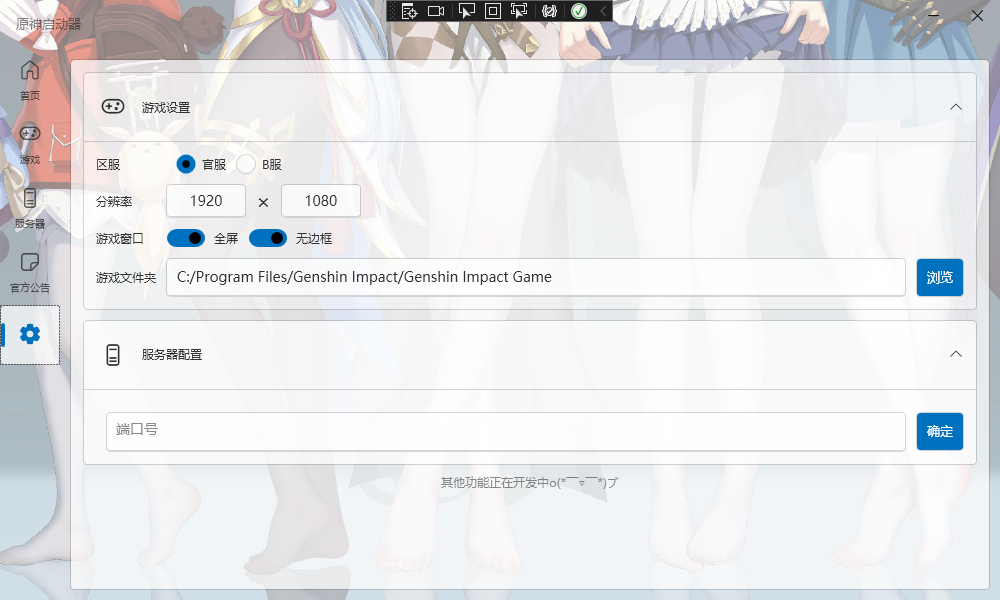 原神启动器
首页
游戏
服务器
官方公告
游戏设置
区服 官服 B服
分辨率 1920 × 1080
游戏窗口 全屏 无边框
游戏文件夹 C:/Program Files/Genshin Impact/Genshin Impact Game 浏览
服务器配置
端口号 确定
其他功能正在开发中o(*￣▽￣*)ブ